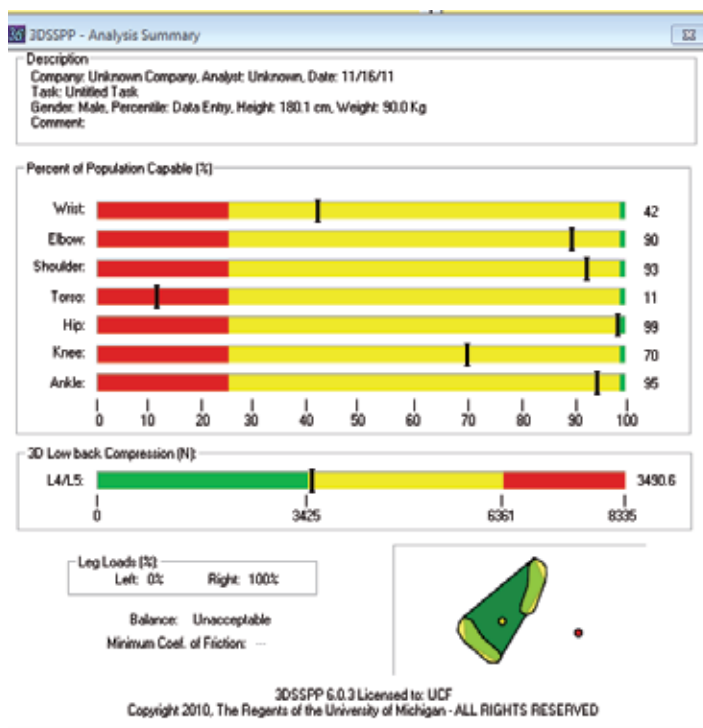 3DSSPP - Analysis Summary
Description
Company: Unknown Company, Analyst: Unknown, Date: 11/16/11
Task: Untitled Task
Gender: Male, Percentile: Data Entry, Height: 180.1 cm, Weight: 90.0 Kg
Comment:
Percent of Population Capable (%)
Wrist: 42
Elbow: 90
Shoulder: 93
Torso: 11
Hip: 99
Knee: 70
Ankle: 95
0 10 20 30 40 50 60 70 80 90 100
3D Low back Compression (N):
L4/L5: 3490.6
0 3425 6361 8335
Leg Loads (%):
Left: 0% Right: 100%
Balance: Unacceptable
Minimum Coef. of Friction: ---
3DSSPP 6.0.3 Licensed to: UCF
Copyright 2010, The Regents of the University of Michigan - ALL RIGHTS RESERVED